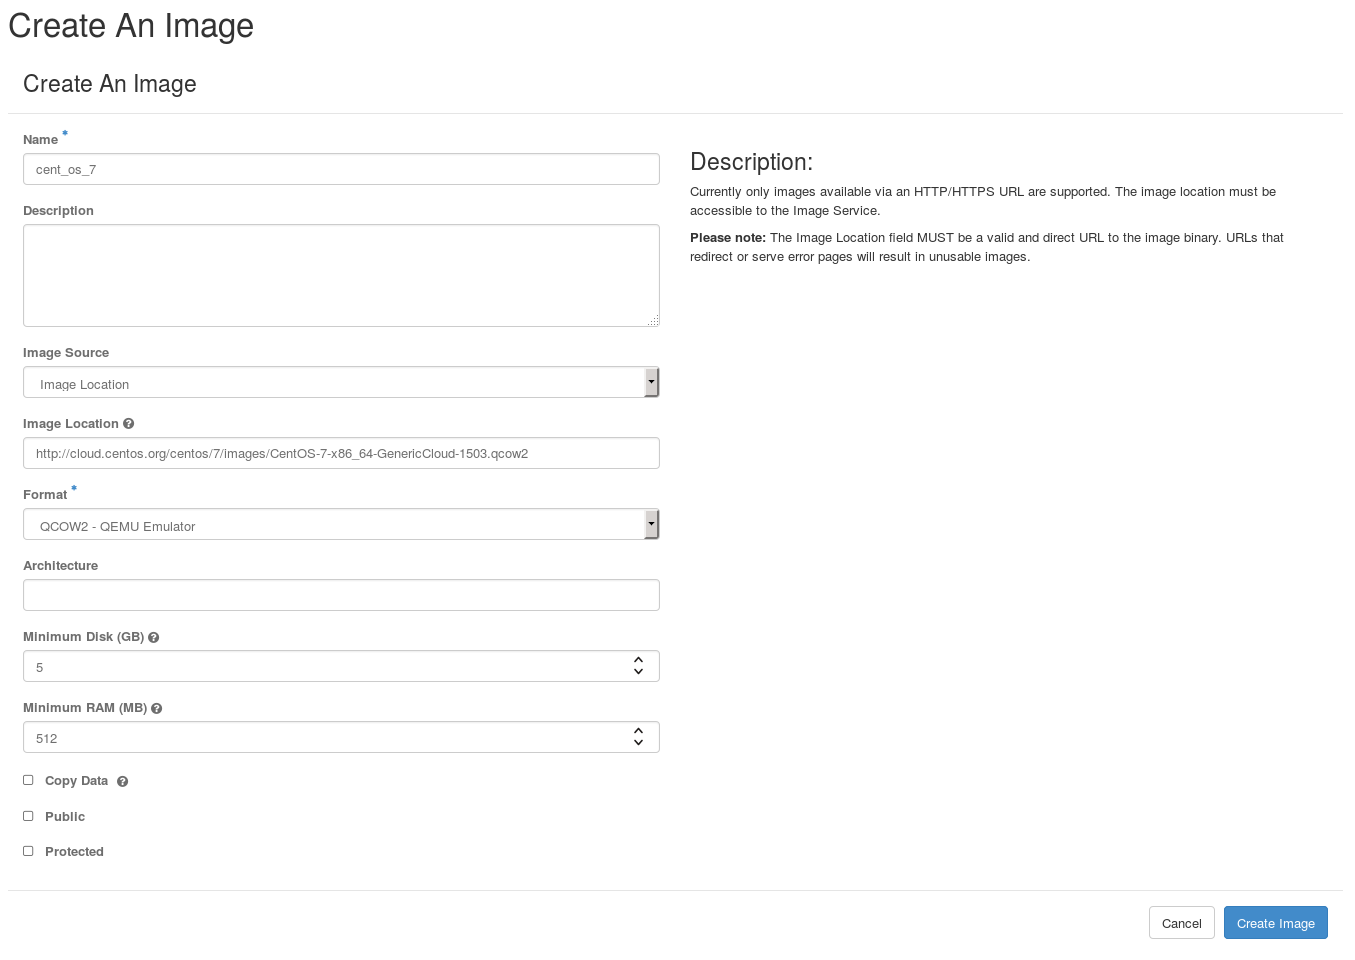 Create An Image
Create An Image
Name *
cent_os_7
Description
Image Source
Image Location
Image Location
http://cloud.centos.org/centos/7/images/CentOS-7-x86_64-GenericCloud-1503.qcow2
Format *
QCOW2 - QEMU Emulator
Architecture
Minimum Disk (GB)
5
Minimum RAM (MB)
512
Copy Data
Public
Protected
Description:
Currently only images available via an HTTP/HTTPS URL are supported. The image location must be
accessible to the Image Service.
Please note: The Image Location field MUST be a valid and direct URL to the image binary. URLs that
redirect or serve error pages will result in unusable images.
Cancel
Create Image